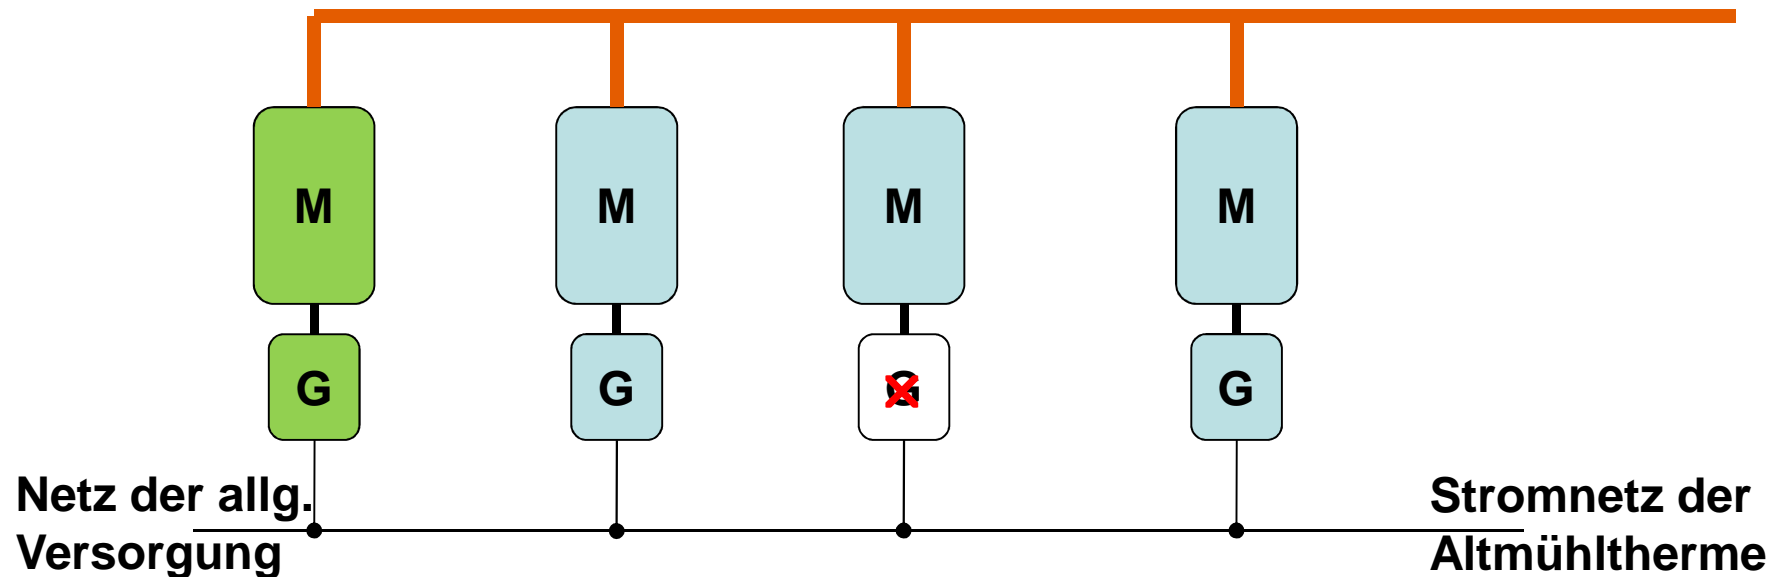 M M M M
G G G G
Netz der allg.
Versorgung
Stromnetz der
Altmühltherme